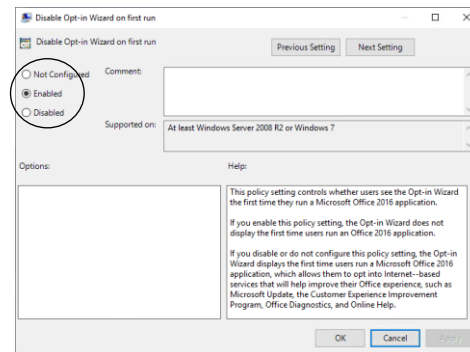 Disable Opt-in Wizard on first run
Disable Opt-in Wizard on first run
Previous Setting
Next Setting
Not Configured
Enabled
Disabled
Comment:
Supported on:
At least Windows Server 2008 R2 or Windows 7
Options:
Help:
This policy setting controls whether users see the Opt-in Wizard
the first time they run a Microsoft Office 2016 application.
If you enable this policy setting, the Opt-in Wizard does not
display the first time users run an Office 2016 application.
If you disable or do not configure this policy setting, the Opt-in
Wizard displays the first time users run a Microsoft Office 2016
application, which allows them to opt into Internet--based
services that will help improve their Office experience, such as
Microsoft Update, the Customer Experience Improvement
Program, Office Diagnostics, and Online Help.
OK
Cancel
Apply